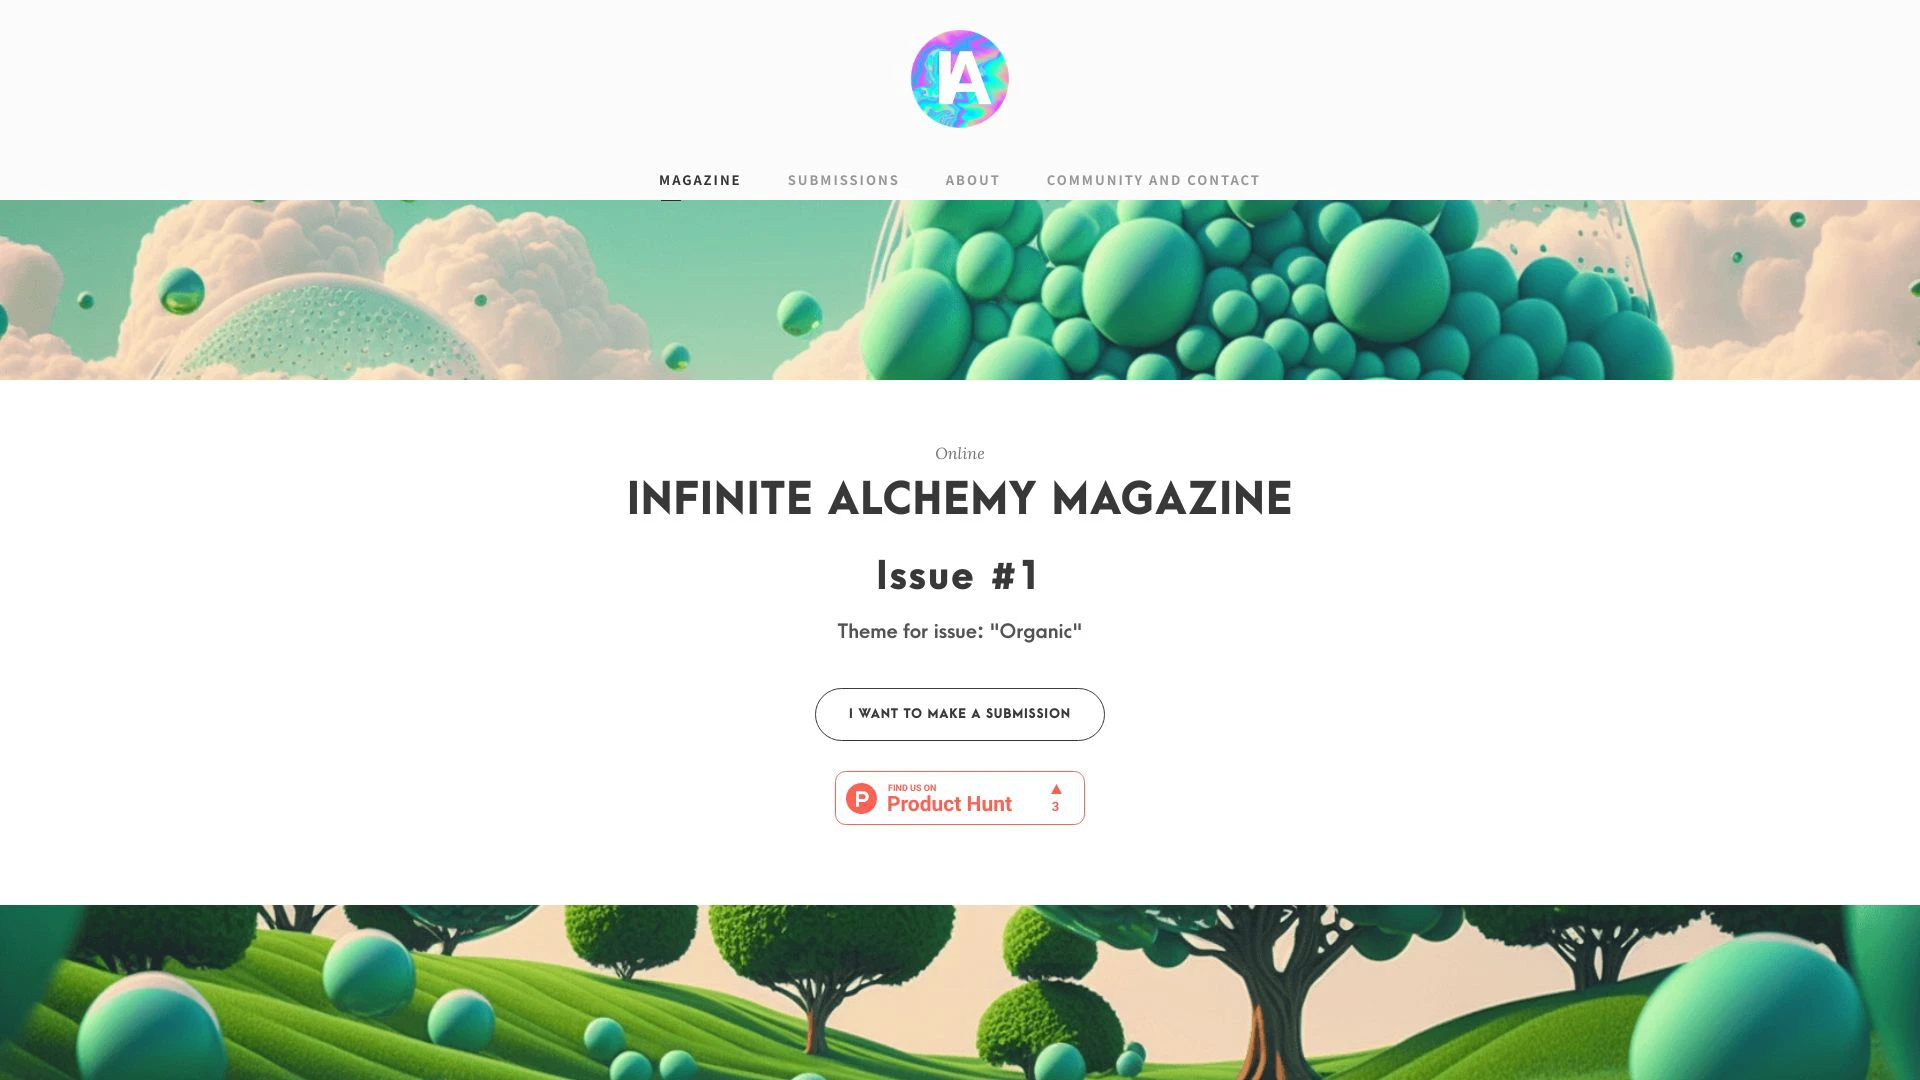 IA
MAGAZINE SUBMISSIONS ABOUT COMMUNITY AND CONTACT
Online
INFINITE ALCHEMY MAGAZINE
Issue #1
Theme for issue: "Organic"
I WANT TO MAKE A SUBMISSION
P
FIND US ON
Product Hunt
3